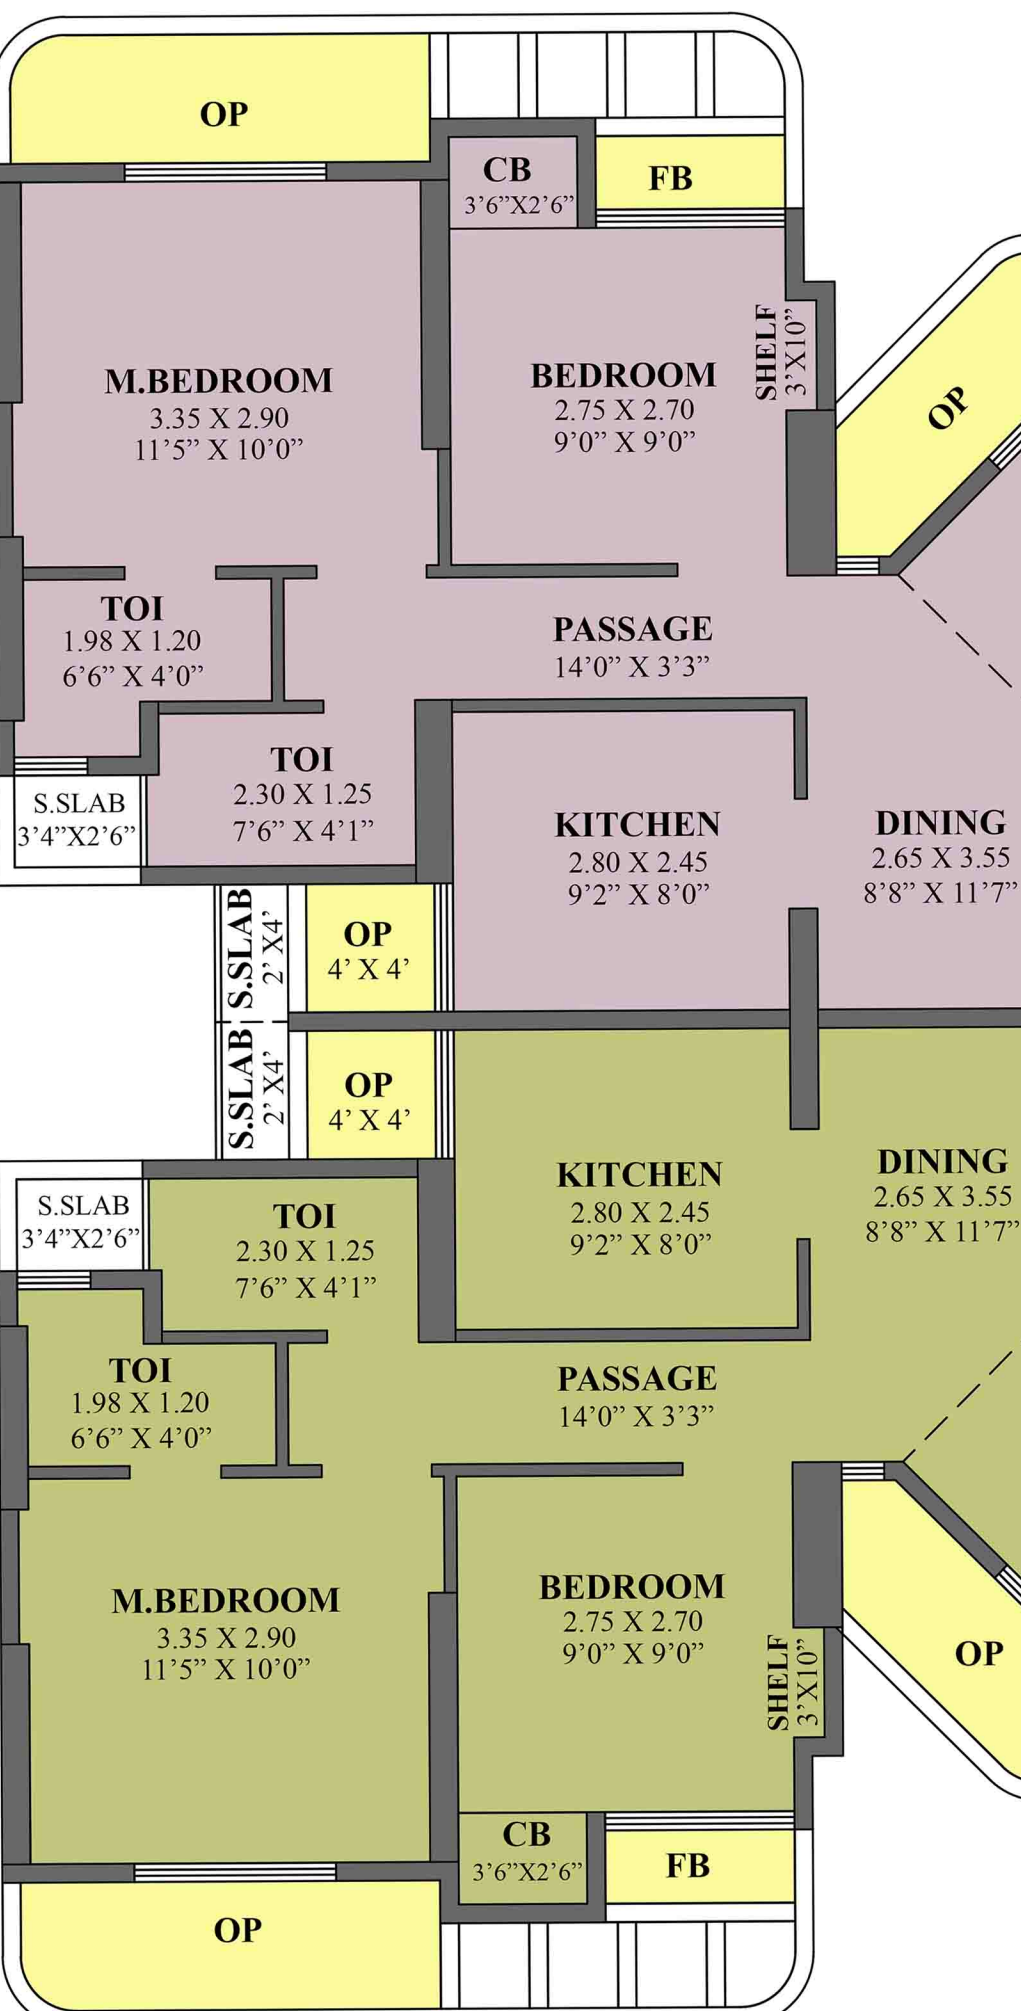 OP
CB
3’6”X2’6”
FB
M.BEDROOM
3.35 X 2.90
11’5” X 10’0”
BEDROOM
2.75 X 2.70
9’0” X 9’0”
SHELF
3’X10”
OP
TOI
1.98 X 1.20
6’6” X 4’0”
PASSAGE
14’0” X 3’3”
TOI
2.30 X 1.25
7’6” X 4’1”
S.SLAB
3’4”X2’6”
KITCHEN
2.80 X 2.45
9’2” X 8’0”
DINING
2.65 X 3.55
8’8” X 11’7”
S.SLAB
2’ X4’
OP
4’ X 4’
S.SLAB
2’ X4’
OP
4’ X 4’
KITCHEN
2.80 X 2.45
9’2” X 8’0”
DINING
2.65 X 3.55
8’8” X 11’7”
S.SLAB
3’4”X2’6”
TOI
2.30 X 1.25
7’6” X 4’1”
TOI
1.98 X 1.20
6’6” X 4’0”
PASSAGE
14’0” X 3’3”
M.BEDROOM
3.35 X 2.90
11’5” X 10’0”
BEDROOM
2.75 X 2.70
9’0” X 9’0”
SHELF
3’X10”
OP
CB
3’6”X2’6”
FB
OP